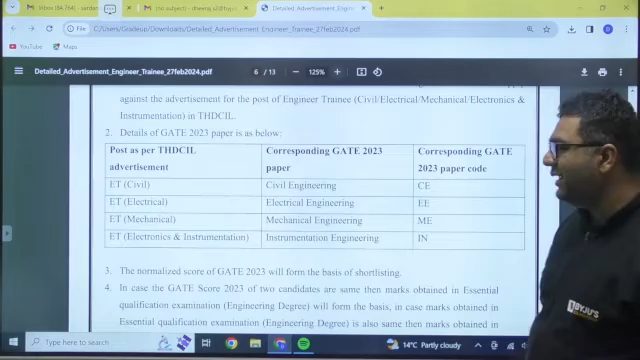 Inbox (84,764) - sardan
(no subject) - dheeraj.u@byju
Detailed_Advertisement_Engine
File
C:/Users/Gradeup/Downloads/Detailed_Advertisement_Engineer_Trainee_27feb2024.pdf
YouTube
Maps
Detailed_Advertisement_Engineer_Trainee_27feb2024.pdf
6 / 13
125%
against the advertisement for the post of Engineer Trainee (Civil/Electrical/Mechanical/Electronics &
Instrumentation) in THDCIL.
2. Details of GATE 2023 paper is as below:
Post as per THDCIL advertisement
Corresponding GATE 2023 paper
Corresponding GATE 2023 paper code
ET (Civil) Civil Engineering CE
ET (Electrical) Electrical Engineering EE
ET (Mechanical) Mechanical Engineering ME
ET (Electronics & Instrumentation) Instrumentation Engineering IN
3. The normalized score of GATE 2023 will form the basis of shortlisting.
4. In case the GATE Score 2023 of two candidates are same then marks obtained in Essential
qualification examination (Engineering Degree) will form the basis, in case marks obtained in
Essential qualification examination (Engineering Degree) is also same then marks obtained in
BYJU'S
Type here to search
14°C Partly cloudy